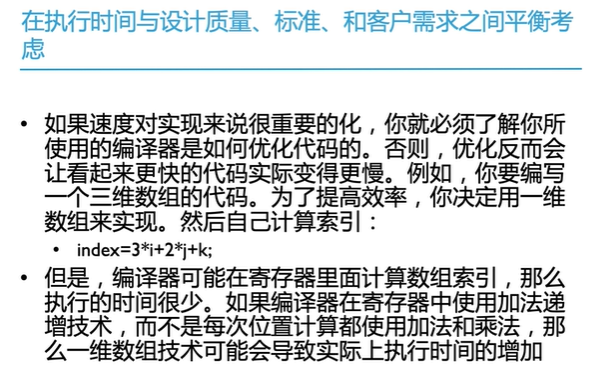 在执行时间与设计质量、标准、和客户需求之间平衡考
虑
• 如果速度对实现来说很重要的化，你就必须了解你所
使用的编译器是如何优化代码的。否则，优化反而会
让看起来更快的代码实际变得更慢。例如，你要编写
一个三维数组的代码。为了提高效率，你决定用一维
数组来实现。然后自己计算索引：
• index=3*i+2*j+k;
• 但是，编译器可能在寄存器里面计算数组索引，那么
执行的时间很少。如果编译器在寄存器中使用加法递
增技术，而不是每次位置计算都使用加法和乘法，那
么一维数组技术可能会导致实际上执行时间的增加